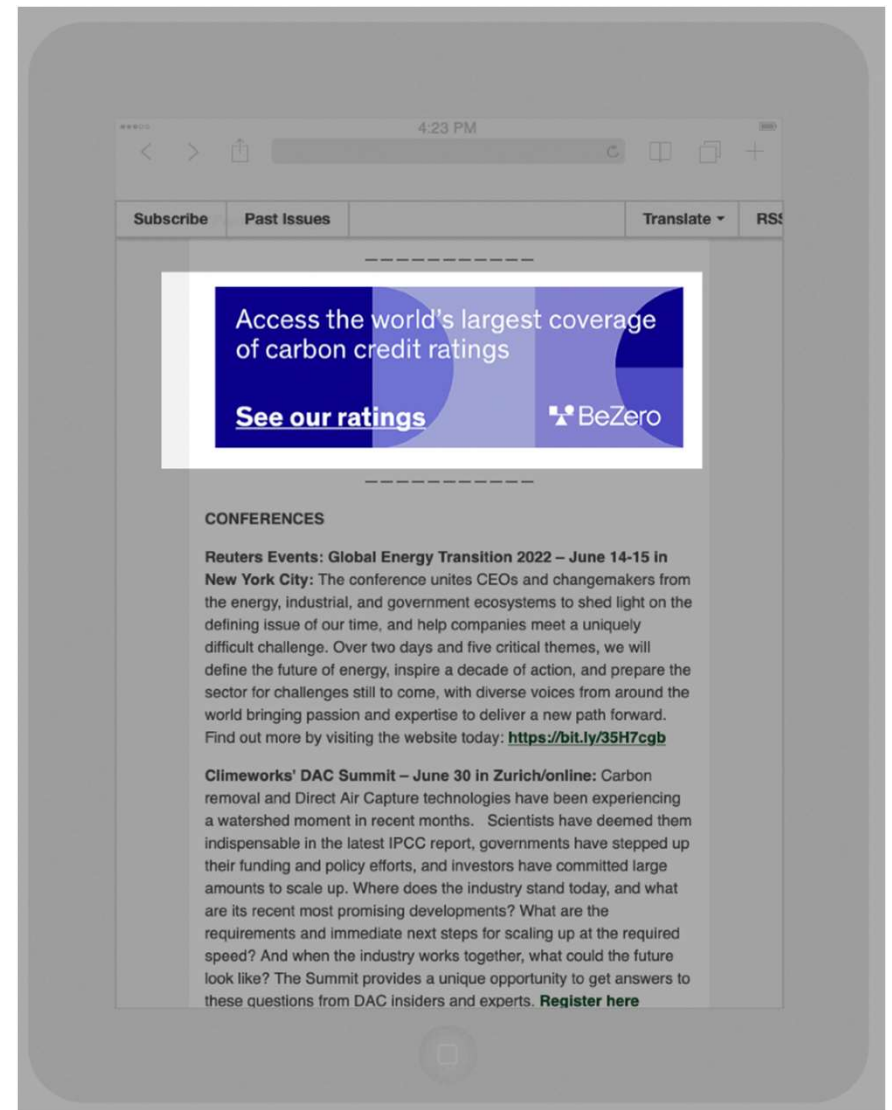 4:23 PM
Subscribe
Past Issues
Translate
RSS
Access the world's largest coverage
of carbon credit ratings
See our ratings
BeZero
CONFERENCES
Reuters Events: Global Energy Transition 2022 – June 14-15 in
New York City: The conference unites CEOs and changemakers from
the energy, industrial, and government ecosystems to shed light on the
defining issue of our time, and help companies meet a uniquely
difficult challenge. Over two days and five critical themes, we will
define the future of energy, inspire a decade of action, and prepare the
sector for challenges still to come, with diverse voices from around the
world bringing passion and expertise to deliver a new path forward.
Find out more by visiting the website today: https://bit.ly/35H7cgb
Climeworks' DAC Summit – June 30 in Zurich/online: Carbon
removal and Direct Air Capture technologies have been experiencing
a watershed moment in recent months. Scientists have deemed them
indispensable in the latest IPCC report, governments have stepped up
their funding and policy efforts, and investors have committed large
amounts to scale up. Where does the industry stand today, and what
are its recent most promising developments? What are the
requirements and immediate next steps for scaling up at the required
speed? And when the industry works together, what could the future
look like? The Summit provides a unique opportunity to get answers to
these questions from DAC insiders and experts. Register here